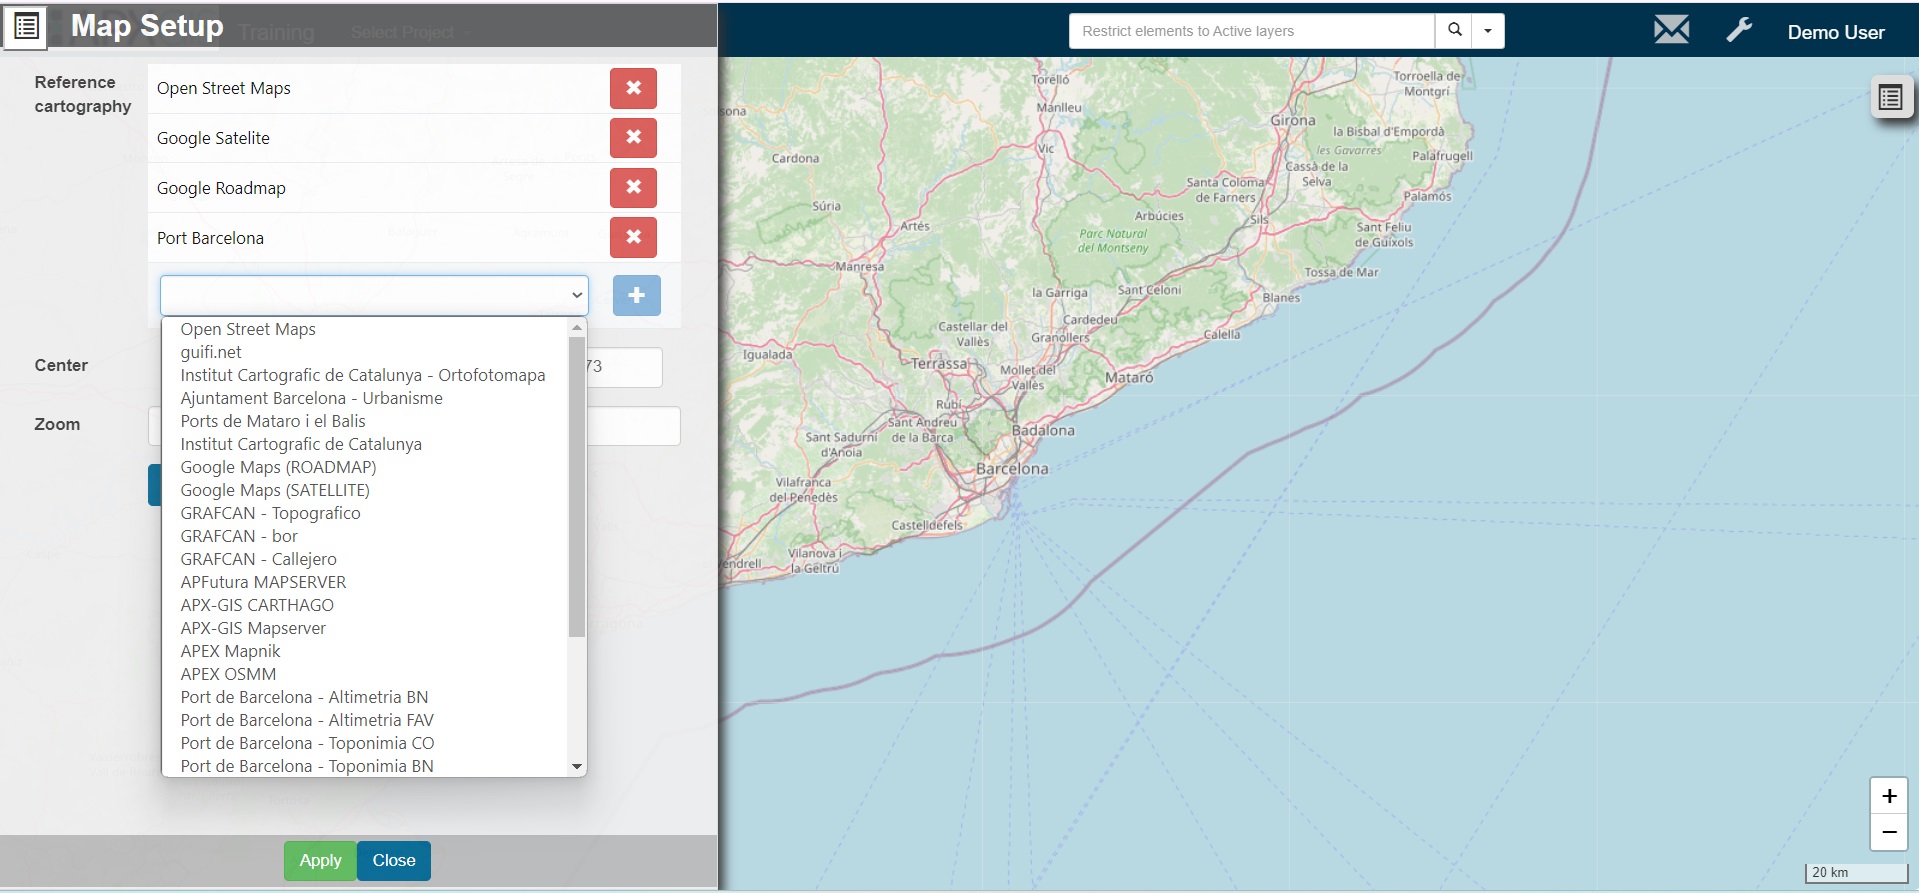 Map Setup
Training
Select Project
Restrict elements to Active layers
Demo User
Reference
cartography
Open Street Maps
Google Satelite
Google Roadmap
Port Barcelona
Open Street Maps
guifi.net
Institut Cartografic de Catalunya - Ortofotomapa
Ajuntament Barcelona - Urbanisme
Ports de Mataro i el Balis
Institut Cartografic de Catalunya
Google Maps (ROADMAP)
Google Maps (SATELLITE)
GRAFCAN - Topografico
GRAFCAN - bor
GRAFCAN - Callejero
APFutura MAPSERVER
APX-GIS CARTHAGO
APX-GIS Mapserver
APEX Mapnik
APEX OSMM
Port de Barcelona - Altimetria BN
Port de Barcelona - Altimetria FAV
Port de Barcelona - Toponimia CO
Port de Barcelona - Toponimia BN
Center
73
Zoom
Apply
Close
Torelló
Manlleu
Torroella de
Montgrí
sona
Vic
Girona
la Bisbal d'Empordà
les Gavarres
Palafrugell
Cardona
Cassà de la
Selva
Santa Coloma
de Farners
Palamós
Súria
Artés
Arbúcies
Sils
Sant Feliu
de Guíxols
Parc Natural
del Montseny
Manresa
Tossa de Mar
la Garriga
Sant Celoni
Blanes
Castellar del
Vallès
Cardedeu
Granollers
Calella
Igualada
Terrassa
Mollet del
Vallès
Mataró
Rubí
Sant Sadurní
d'Anoia
Sant Andreu
de la Barca
Badalona
Barcelona
Vilafranca
del Penedès
Castelldefels
Vilanova i
la Geltrú
vendrell
+
−
20 km